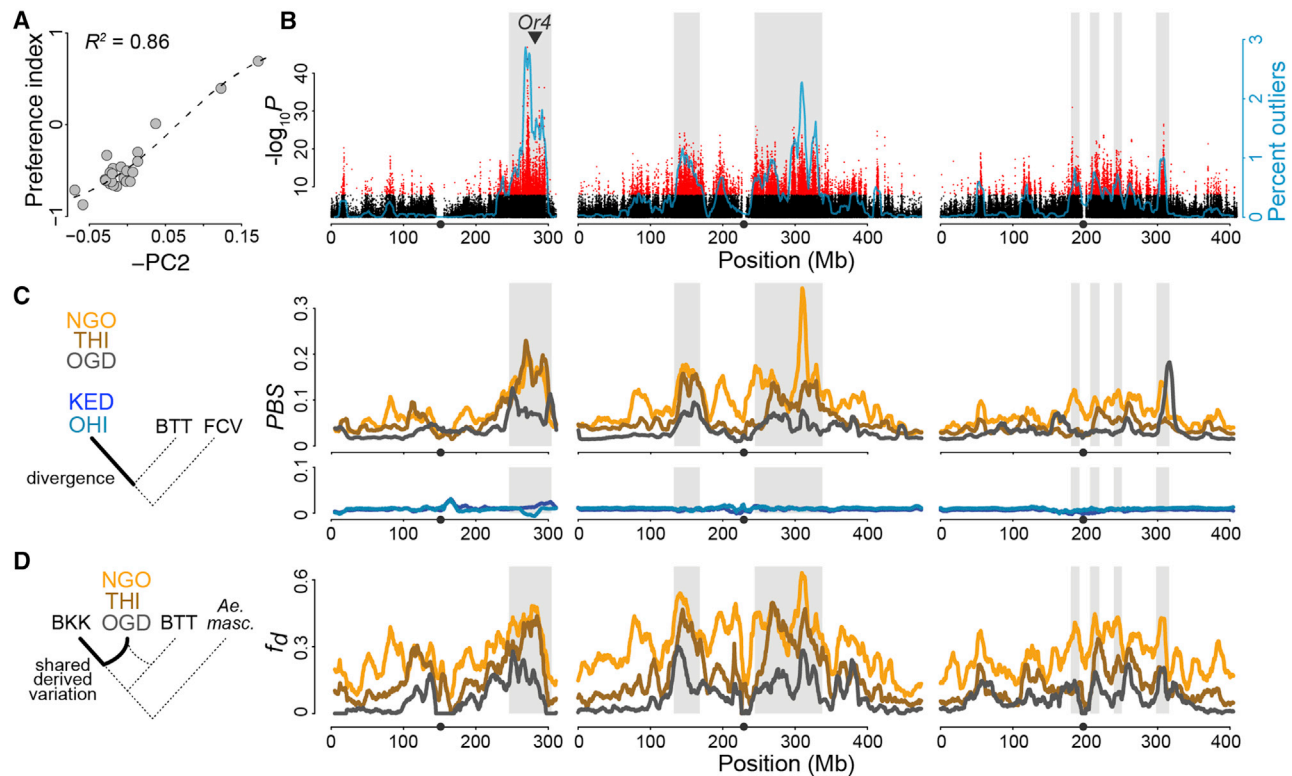 A
R² = 0.86
Preference index
1
0
−1
−0.05
0.05
0.15
−PC2
B
Or4
-log₁₀P
40
30
20
10
3
2
1
0
Percent outliers
0 100 200 300
0 100 200 300 400
0 100 200 300 400
Position (Mb)
C
NGO
THI
OGD
KED
OHI
BTT FCV
divergence
PBS
0.3
0.2
0.1
0
0.1
0
0 100 200 300
0 200 400
0 100 200 300 400
D
NGO
THI
BKK OGD BTT Ae. masc.
shared
derived
variation
fd
0.6
0.3
0
0 100 200 300
0 100 200 300 400
0 100 200 300 400
Position (Mb)